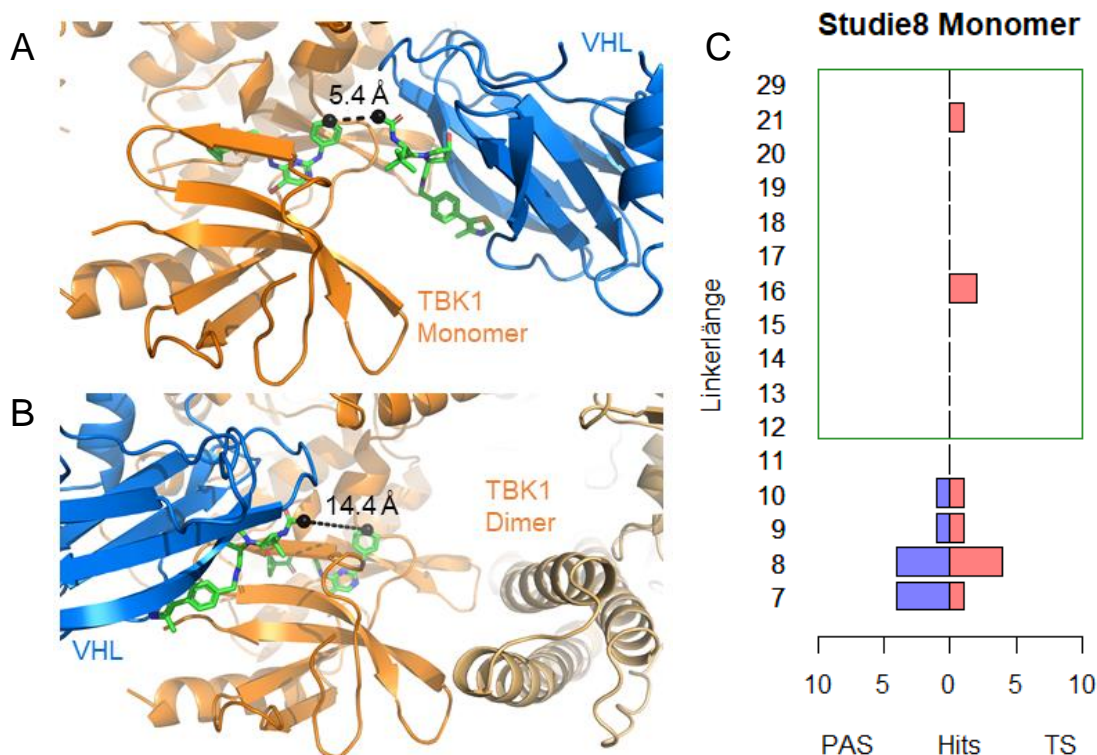 A
VHL
5.4 Å
TBK1
Monomer
B
14.4 Å
TBK1
Dimer
VHL
C
Studie8 Monomer
Linkerlänge
29
21
20
19
18
17
16
15
14
13
12
11
10
9
8
7
10 5 0 5 10
PAS Hits TS